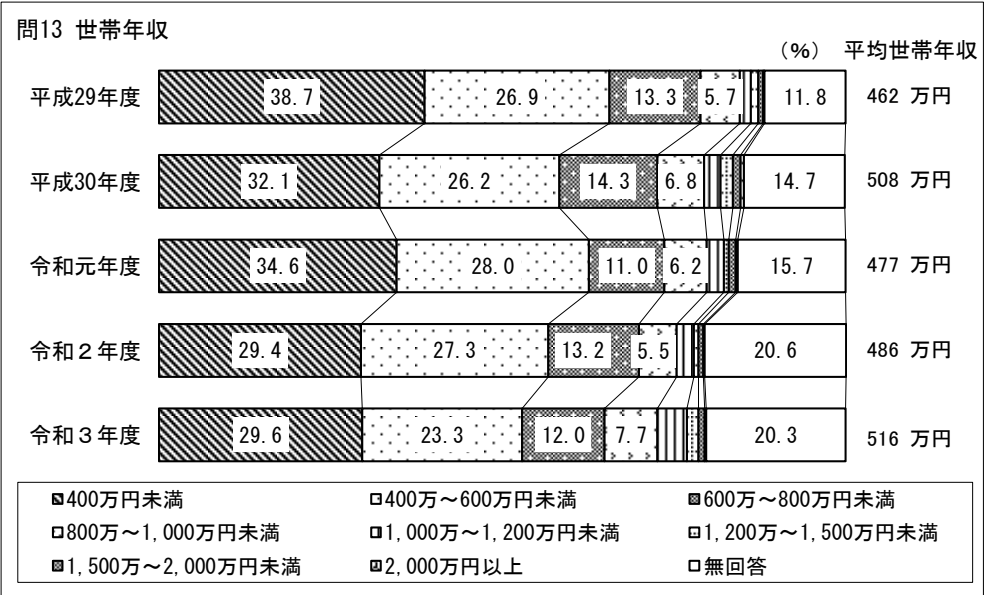 問13 世帯年収
（%） 平均世帯年収
平成29年度 38.7 26.9 13.3 5.7 11.8 462 万円
平成30年度 32.1 26.2 14.3 6.8 14.7 508 万円
令和元年度 34.6 28.0 11.0 6.2 15.7 477 万円
令和２年度 29.4 27.3 13.2 5.5 20.6 486 万円
令和３年度 29.6 23.3 12.0 7.7 20.3 516 万円
400万円未満 400万～600万円未満 600万～800万円未満
800万～1,000万円未満 1,000万～1,200万円未満 1,200万～1,500万円未満
1,500万～2,000万円未満 2,000万円以上 無回答